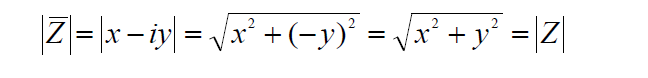 |Z̅| = |x − iy| = √(x² + (−y)²) = √(x² + y²) = |Z|